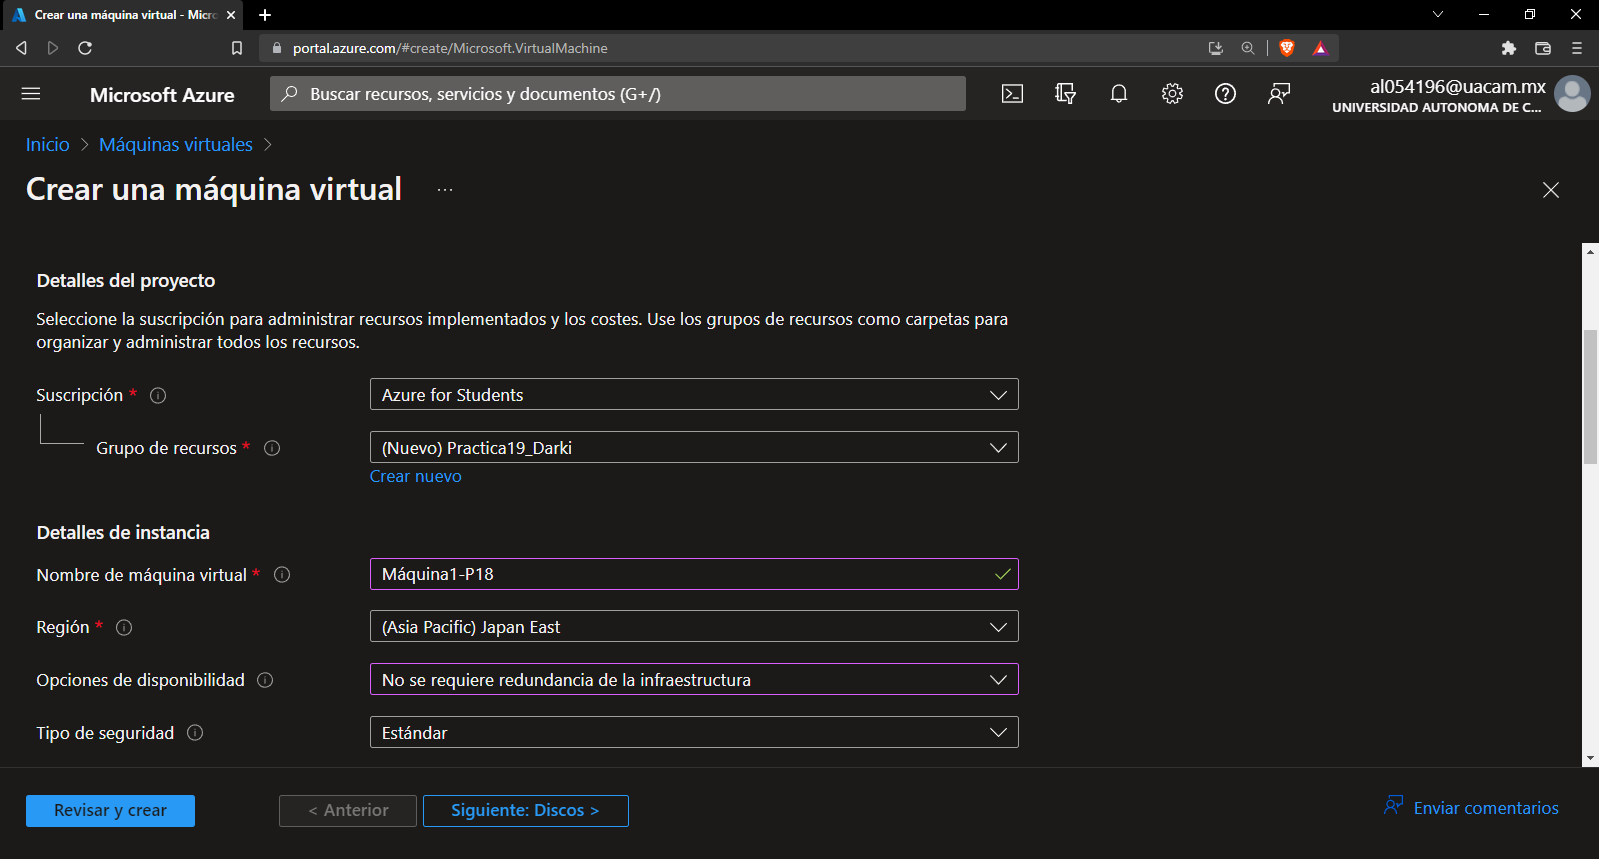 Crear una máquina virtual - Micro
portal.azure.com/#create/Microsoft.VirtualMachine
Microsoft Azure
Buscar recursos, servicios y documentos (G+/)
al054196@uacam.mx
UNIVERSIDAD AUTONOMA DE C...
Inicio > Máquinas virtuales >
Crear una máquina virtual ...
Detalles del proyecto
Seleccione la suscripción para administrar recursos implementados y los costes. Use los grupos de recursos como carpetas para
organizar y administrar todos los recursos.
Suscripción *
Azure for Students
Grupo de recursos *
(Nuevo) Practica19_Darki
Crear nuevo
Detalles de instancia
Nombre de máquina virtual *
Máquina1-P18
Región *
(Asia Pacific) Japan East
Opciones de disponibilidad
No se requiere redundancia de la infraestructura
Tipo de seguridad
Estándar
Revisar y crear
< Anterior
Siguiente: Discos >
Enviar comentarios